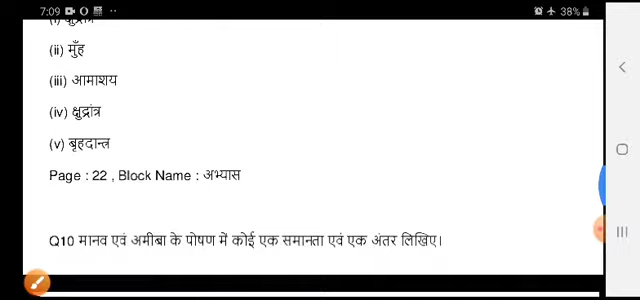 7:09 38%
(i) क्षुद्रांत्र
(ii) मुँह
(iii) आमाशय
(iv) क्षुद्रांत्र
(v) बृहदान्त्र
Page : 22 , Block Name : अभ्यास
Q10 मानव एवं अमीबा के पोषण में कोई एक समानता एवं एक अंतर लिखिए।